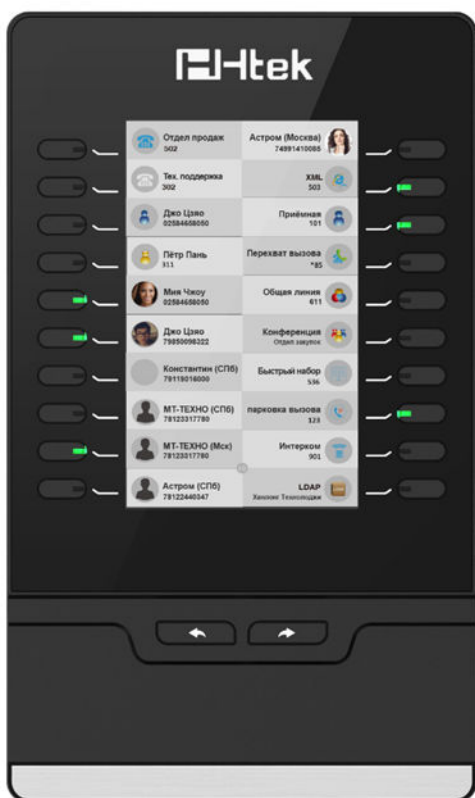 Htek
Отдел продаж
502
Астром (Москва)
74991410085
Тех. поддержка
302
XML
503
Джо Цзяо
02584658050
Приёмная
101
Пётр Пань
311
Перехват вызова
*85
Мия Чжоу
02584658050
Общая линия
611
Джо Цзяо
79850098322
Конференция
Отдел закупок
Константин (СПб)
79119016000
Быстрый набор
536
МТ-ТЕХНО (СПб)
78123317780
парковка вызова
123
МТ-ТЕХНО (Мск)
78123317780
Интерком
901
Астром (СПб)
78122440347
LDAP